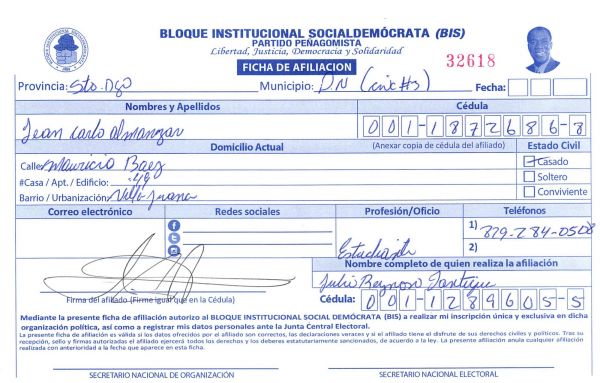 BLOQUE INSTITUCIONAL SOCIALDEMÓCRATA (BIS)
PARTIDO PEÑAGOMISTA
Libertad, Justicia, Democracia y Solidaridad
FICHA DE AFILIACION
32618
Provincia: Sto. Dgo Municipio: D.N (circ #3) Fecha:
Nombres y Apellidos Cédula
Jean Carlo Almanzar 001-1872686-8
Domicilio Actual (Anexar copia de cédula del afiliado) Estado Civil
Calle: Mauricio Baez Casado
#Casa / Apt. / Edificio: #49 Soltero
Barrio / Urbanización: Villa Juana Conviviente
Correo electrónico Redes sociales Profesión/Oficio Teléfonos
1) 829-284-0508
Estudiante 2)
Nombre completo de quien realiza la afiliación
Julio Reynoso
Firma del afiliado (Firme igual que en la Cédula) Cédula: 001-1289605-5
Mediante la presente ficha de afiliación autorizo al BLOQUE INSTITUCIONAL SOCIAL DEMÓCRATA (BIS) a realizar mi inscripción única y exclusiva en dicha
organización política, así como a registrar mis datos personales ante la Junta Central Electoral.
La presente ficha de afiliación es válida si los datos ofrecidos por el afiliado son correctos, las declaraciones veraces y si el afiliado tiene el disfrute de sus derechos civiles y políticos. Tras su
recepción, sello y firmas autorizadas el afiliado ejercerá todos los derechos y los deberes estatutariamente sancionados, de acuerdo a la ley. La presente afiliación anula cualquier afiliación
realizada con anterioridad a la fecha que aparece en esta ficha.
SECRETARIO NACIONAL DE ORGANIZACIÓN SECRETARIO NACIONAL ELECTORAL